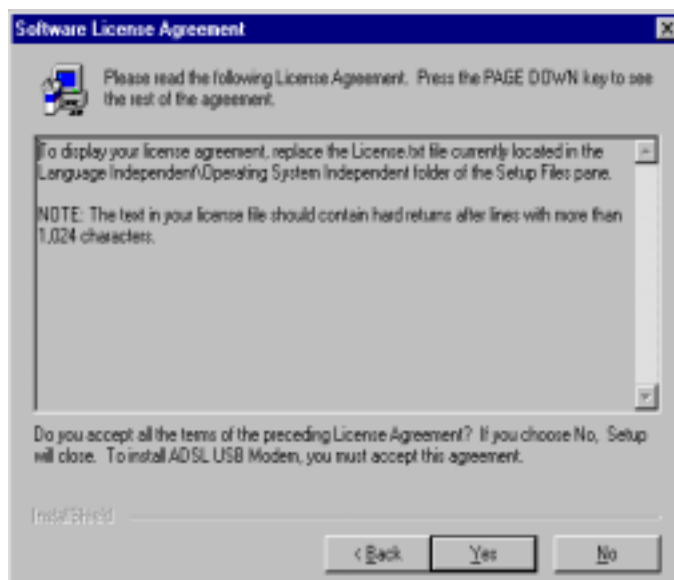 Software License Agreement
Please read the following License Agreement. Press the PAGE DOWN key to see
the rest of the agreement.
To display your license agreement, replace the License.txt file currently located in the
Language Independent\Operating System Independent folder of the Setup Files pane.
NOTE: The text in your license file should contain hard returns after lines with more than
1,024 characters.
Do you accept all the terms of the preceding License Agreement? If you choose No, Setup
will close. To install ADSL USB Modem, you must accept this agreement.
InstallShield
< Back
Yes
No